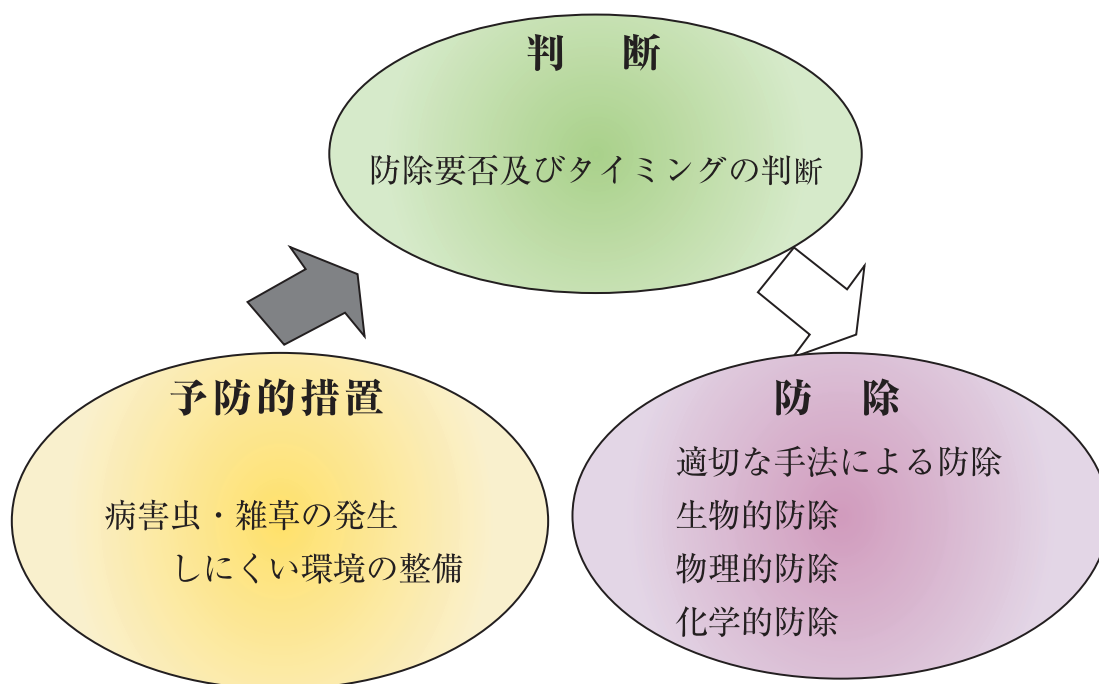 判　断
防除要否及びタイミングの判断
予防的措置
病害虫・雑草の発生
しにくい環境の整備
防　除
適切な手法による防除
生物的防除
物理的防除
化学的防除